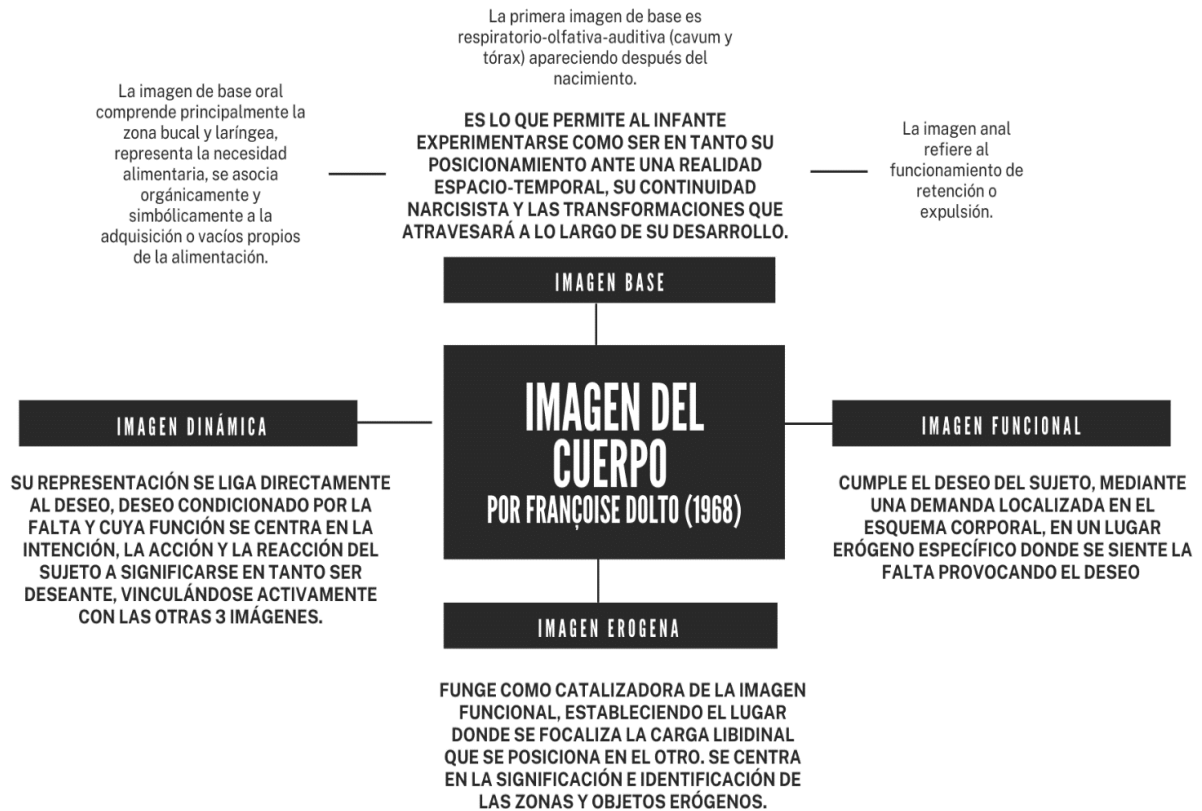 La primera imagen de base es
respiratorio-olfativa-auditiva (cavum y
tórax) apareciendo después del
nacimiento.
La imagen de base oral
comprende principalmente la
zona bucal y laríngea,
representa la necesidad
alimentaria, se asocia
orgánicamente y
simbólicamente a la
adquisición o vacíos propios
de la alimentación.
ES LO QUE PERMITE AL INFANTE
EXPERIMENTARSE COMO SER EN TANTO SU
POSICIONAMIENTO ANTE UNA REALIDAD
ESPACIO-TEMPORAL, SU CONTINUIDAD
NARCISISTA Y LAS TRANSFORMACIONES QUE
ATRAVESARÁ A LO LARGO DE SU DESARROLLO.
La imagen anal
refiere al
funcionamiento de
retención o
expulsión.
IMAGEN BASE
IMAGEN DEL
CUERPO
POR FRANÇOISE DOLTO (1968)
IMAGEN DINÁMICA
SU REPRESENTACIÓN SE LIGA DIRECTAMENTE
AL DESEO, DESEO CONDICIONADO POR LA
FALTA Y CUYA FUNCIÓN SE CENTRA EN LA
INTENCIÓN, LA ACCIÓN Y LA REACCIÓN DEL
SUJETO A SIGNIFICARSE EN TANTO SER
DESEANTE, VINCULÁNDOSE ACTIVAMENTE
CON LAS OTRAS 3 IMÁGENES.
IMAGEN FUNCIONAL
CUMPLE EL DESEO DEL SUJETO, MEDIANTE
UNA DEMANDA LOCALIZADA EN EL
ESQUEMA CORPORAL, EN UN LUGAR
ERÓGENO ESPECÍFICO DONDE SE SIENTE LA
FALTA PROVOCANDO EL DESEO
IMAGEN EROGENA
FUNGE COMO CATALIZADORA DE LA IMAGEN
FUNCIONAL, ESTABLECIENDO EL LUGAR
DONDE SE FOCALIZA LA CARGA LIBIDINAL
QUE SE POSICIONA EN EL OTRO. SE CENTRA
EN LA SIGNIFICACIÓN E IDENTIFICACIÓN DE
LAS ZONAS Y OBJETOS ERÓGENOS.